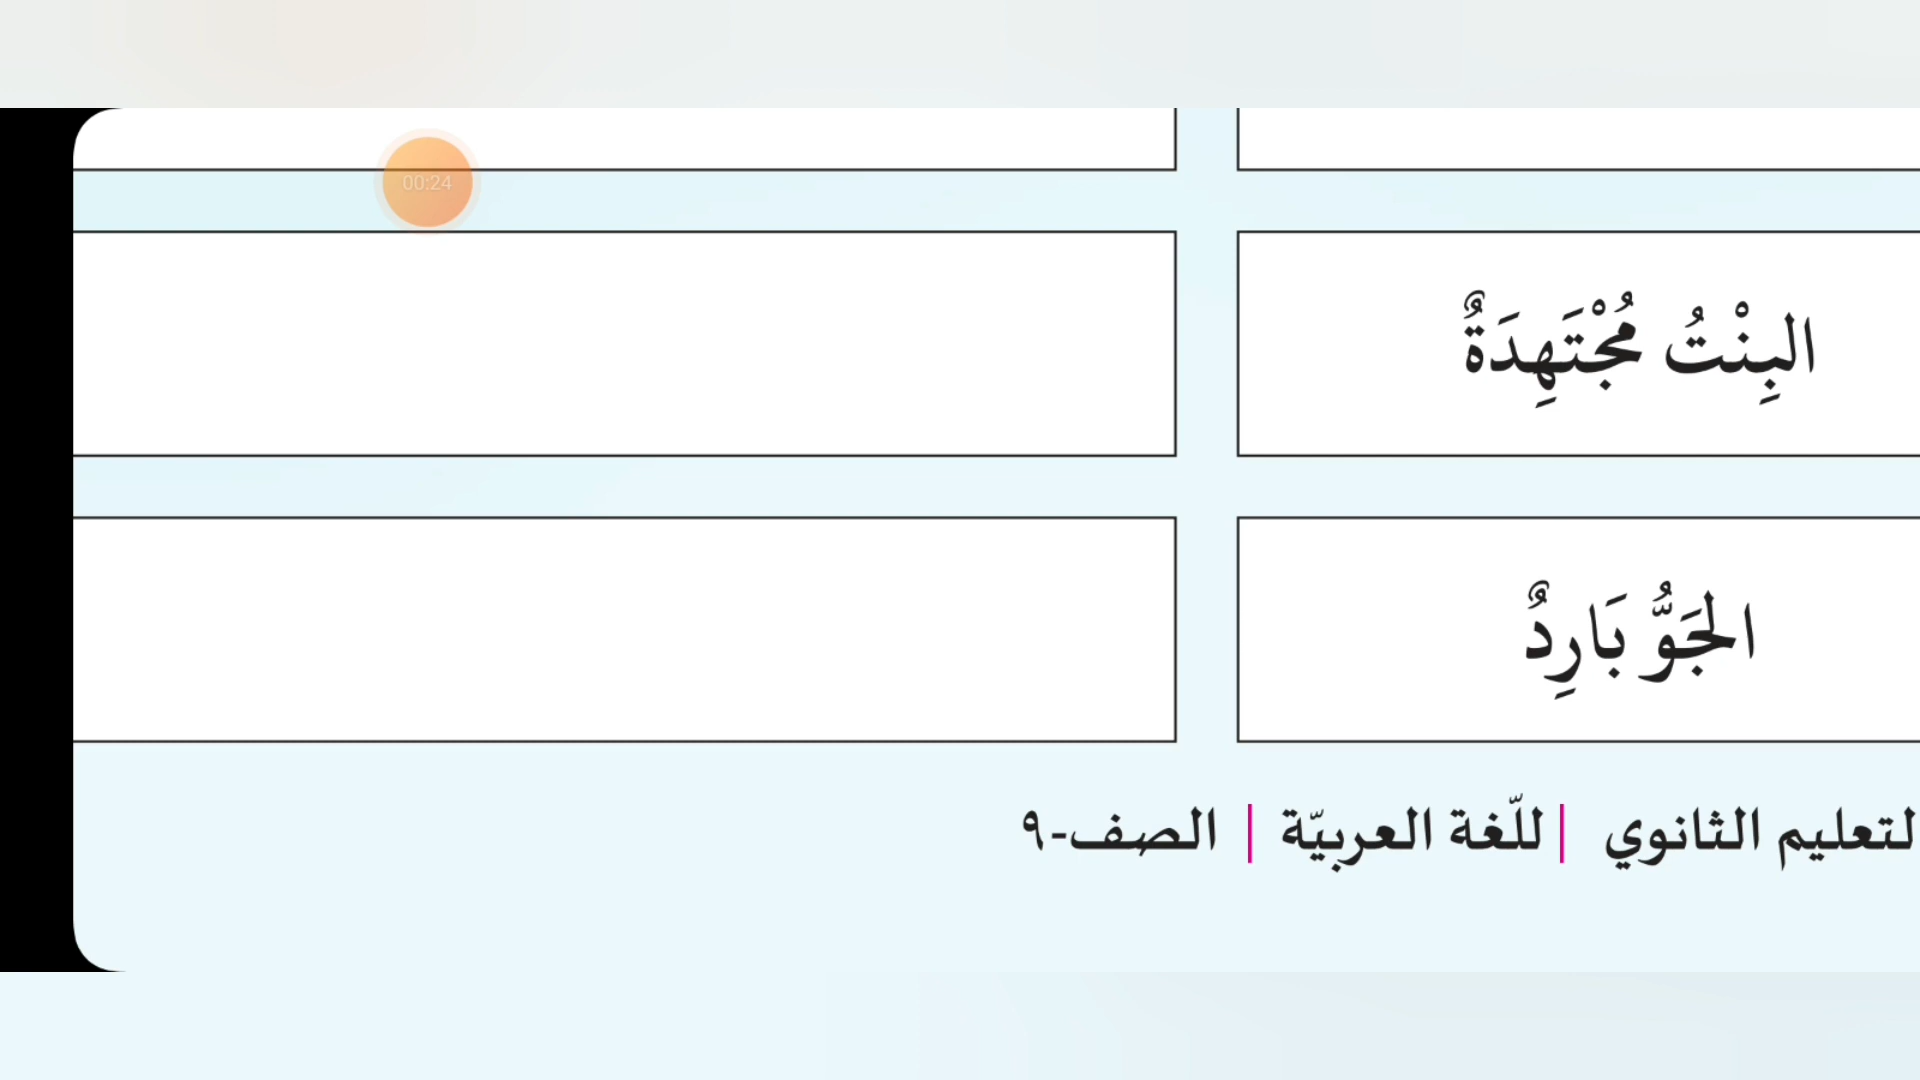 00:24
البِنْتُ مُجْتَهِدَةٌ
الجَوُّ بَارِدٌ
لتعليم الثانوي | للّغة العربيّة | الصف-٩